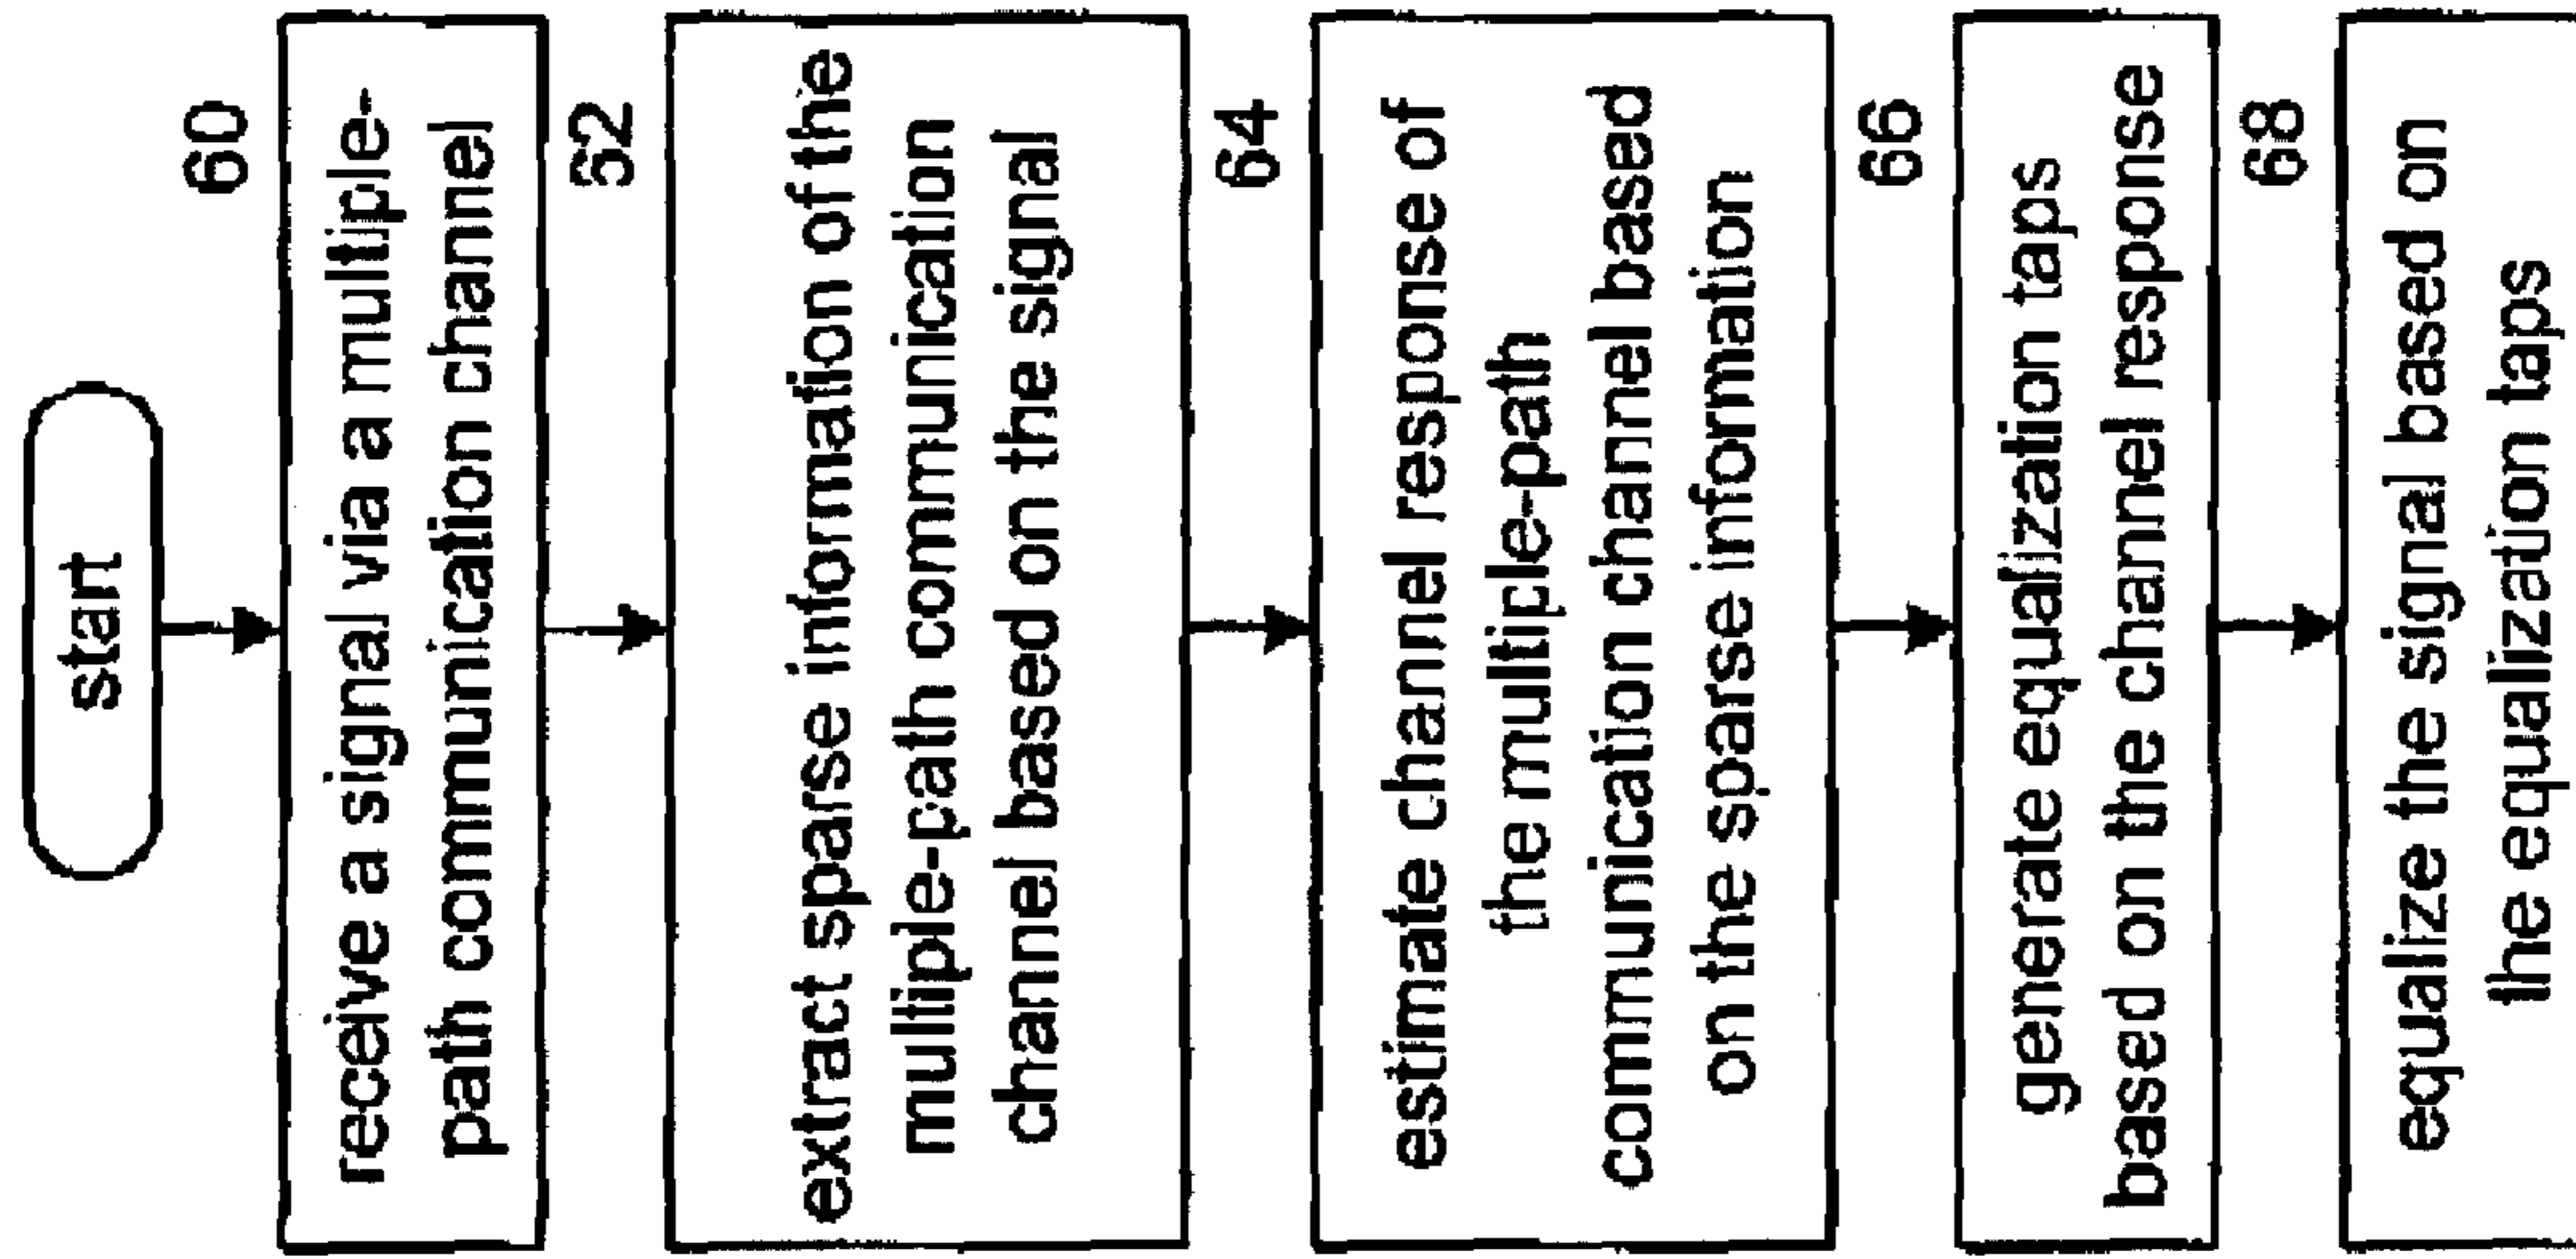 start
60
receive a signal via a multiple-
path communication channel
62
extract sparse information of the
multiple-path communication
channel based on the signal
64
estimate channel response of
the multiple-path
communication channel based
on the sparse information
66
generate equalization taps
based on the channel response
68
equalize the signal based on
the equalization taps